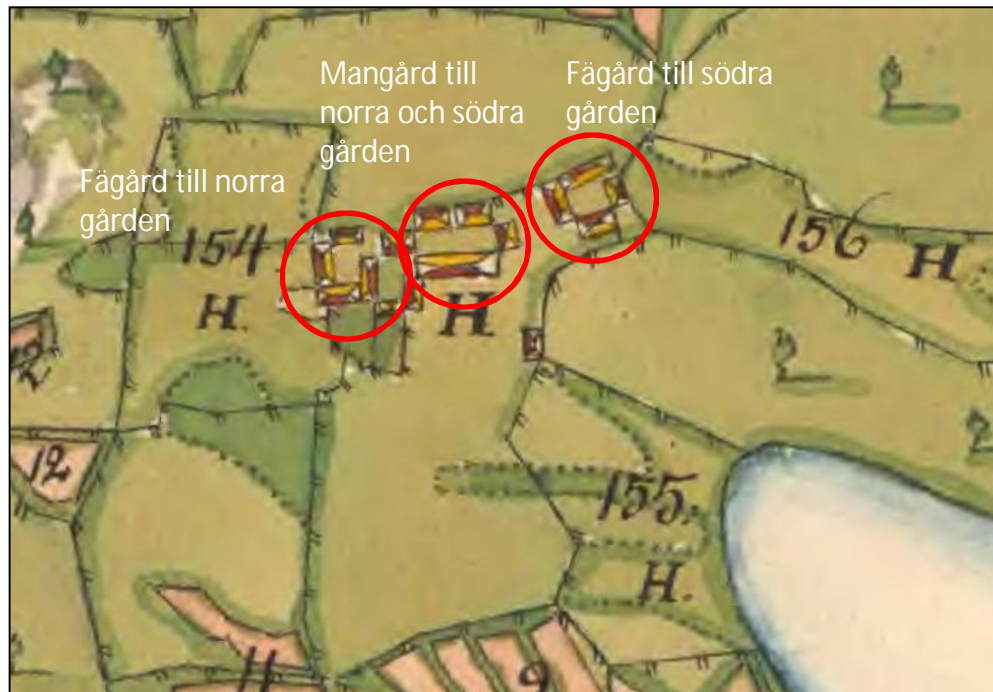 Mangård till
norra och södra
gården
Fägård till södra
gården
Fägård till norra
gården
154
H.
H
156
H
155.
H.
12
11
9